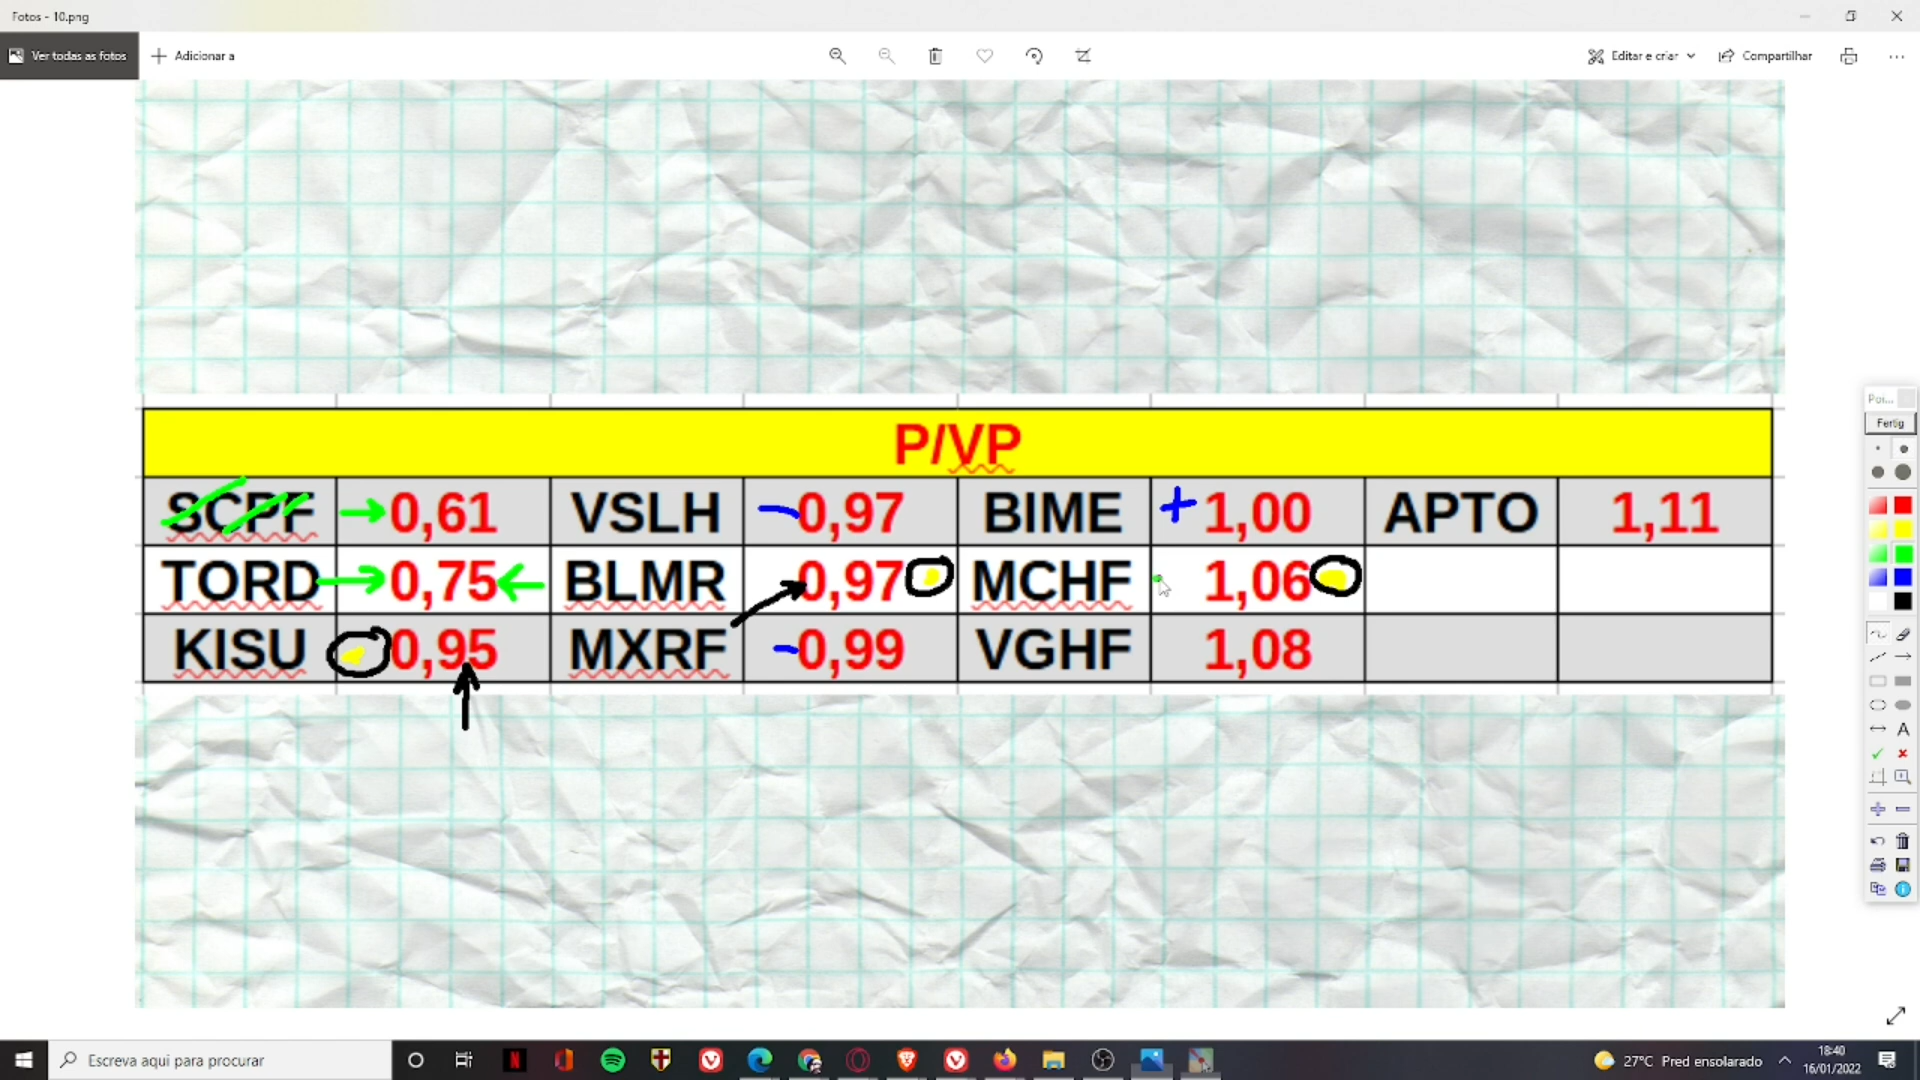 Fotos - 10.png
Ver todas as fotos
Adicionar a
Editar e criar
Compartilhar
P/VP
SCPF 0,61 VSLH 0,97 BIME 1,00 APTO 1,11
TORD 0,75 BLMR 0,97 MCHF 1,06
KISU 0,95 MXRF 0,99 VGHF 1,08
Poi...
Fertig
A
Escreva aqui para procurar
27°C Pred ensolarado
18:40
16/01/2022